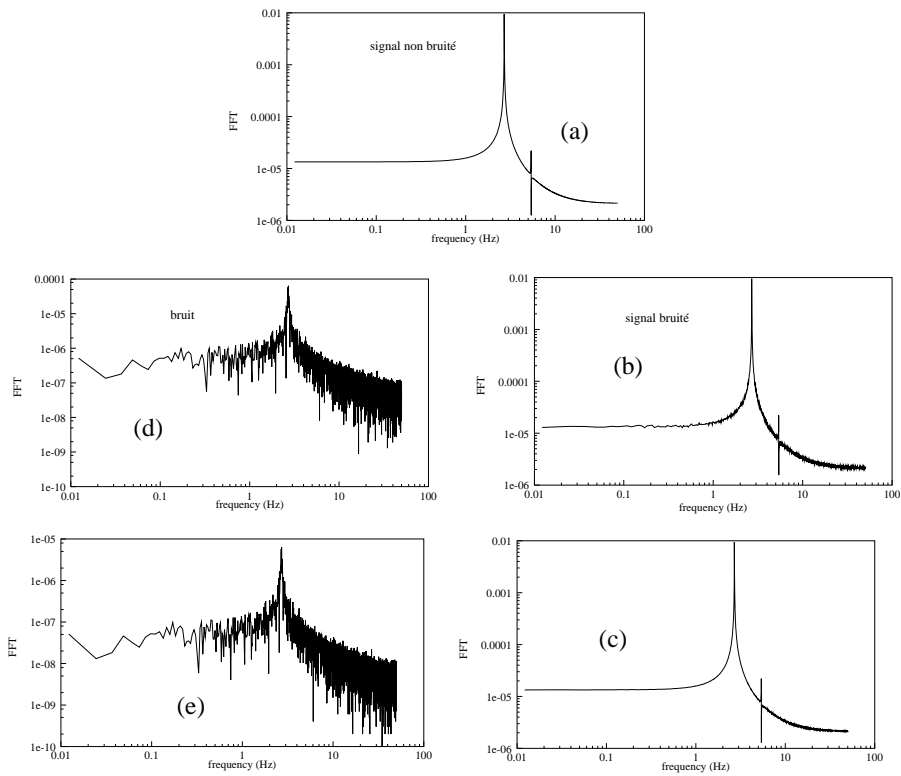 0.01
signal non bruité
0.001
FFT
0.0001
(a)
1e-05
1e-06
0.01
0.1
1
10
100
frequency (Hz)
0.0001
bruit
1e-05
1e-06
FFT
1e-07
1e-08
(d)
1e-09
1e-10
0.01
0.1
1
10
100
frequency (Hz)
0.01
signal bruité
0.001
(b)
FFT
0.0001
1e-05
1e-06
0.01
0.1
1
10
100
frequency (Hz)
1e-05
1e-06
1e-07
FFT
1e-08
(e)
1e-09
1e-10
0.01
0.1
1
10
100
frequency (Hz)
0.01
0.001
(c)
FFT
0.0001
1e-05
1e-06
0.01
0.1
1
10
100
frequency (Hz)